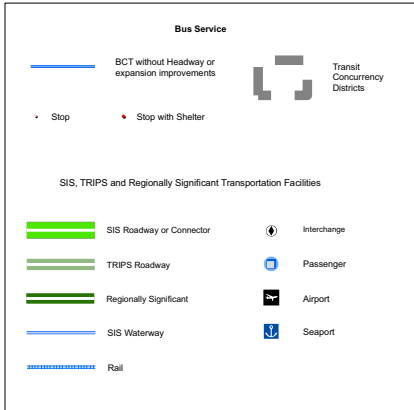 Bus Service
BCT without Headway or
expansion improvements
Transit
Concurrency
Districts
Stop
Stop with Shelter
SIS, TRIPS and Regionally Significant Transportation Facilities
SIS Roadway or Connector
Interchange
TRIPS Roadway
Passenger
Regionally Significant
Airport
SIS Waterway
Seaport
Rail